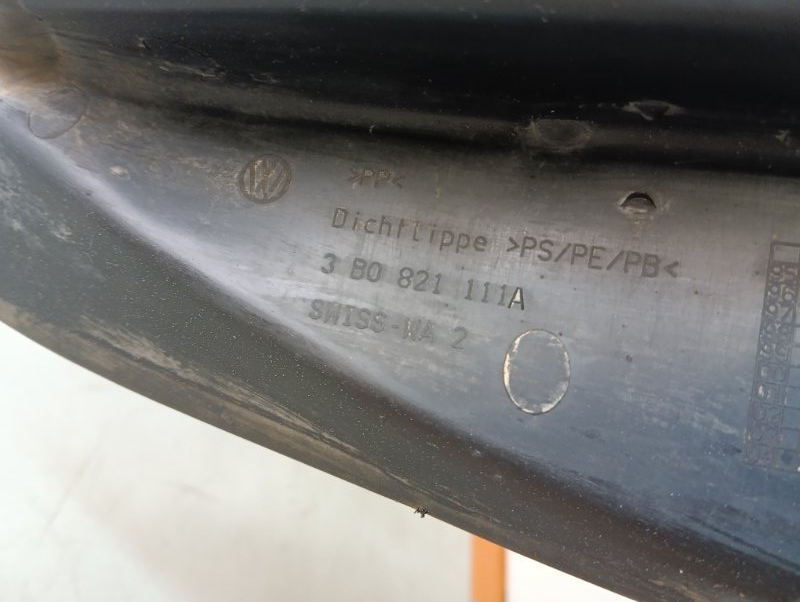 >PP<
Dichtlippe >PS/PE/PB<
3 B0 821 111A
SWISS-WA 2